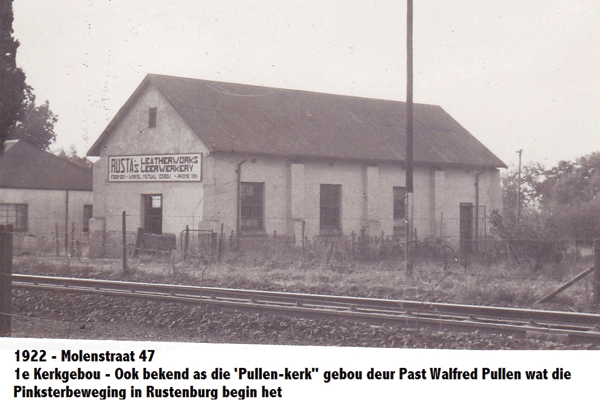 RUSTA'S LEATHERWORKS
LEERWERKERY
1922 - Molenstraat 47
1e Kerkgebou - Ook bekend as die 'Pullen-kerk" gebou deur Past Walfred Pullen wat die
Pinksterbeweging in Rustenburg begin het